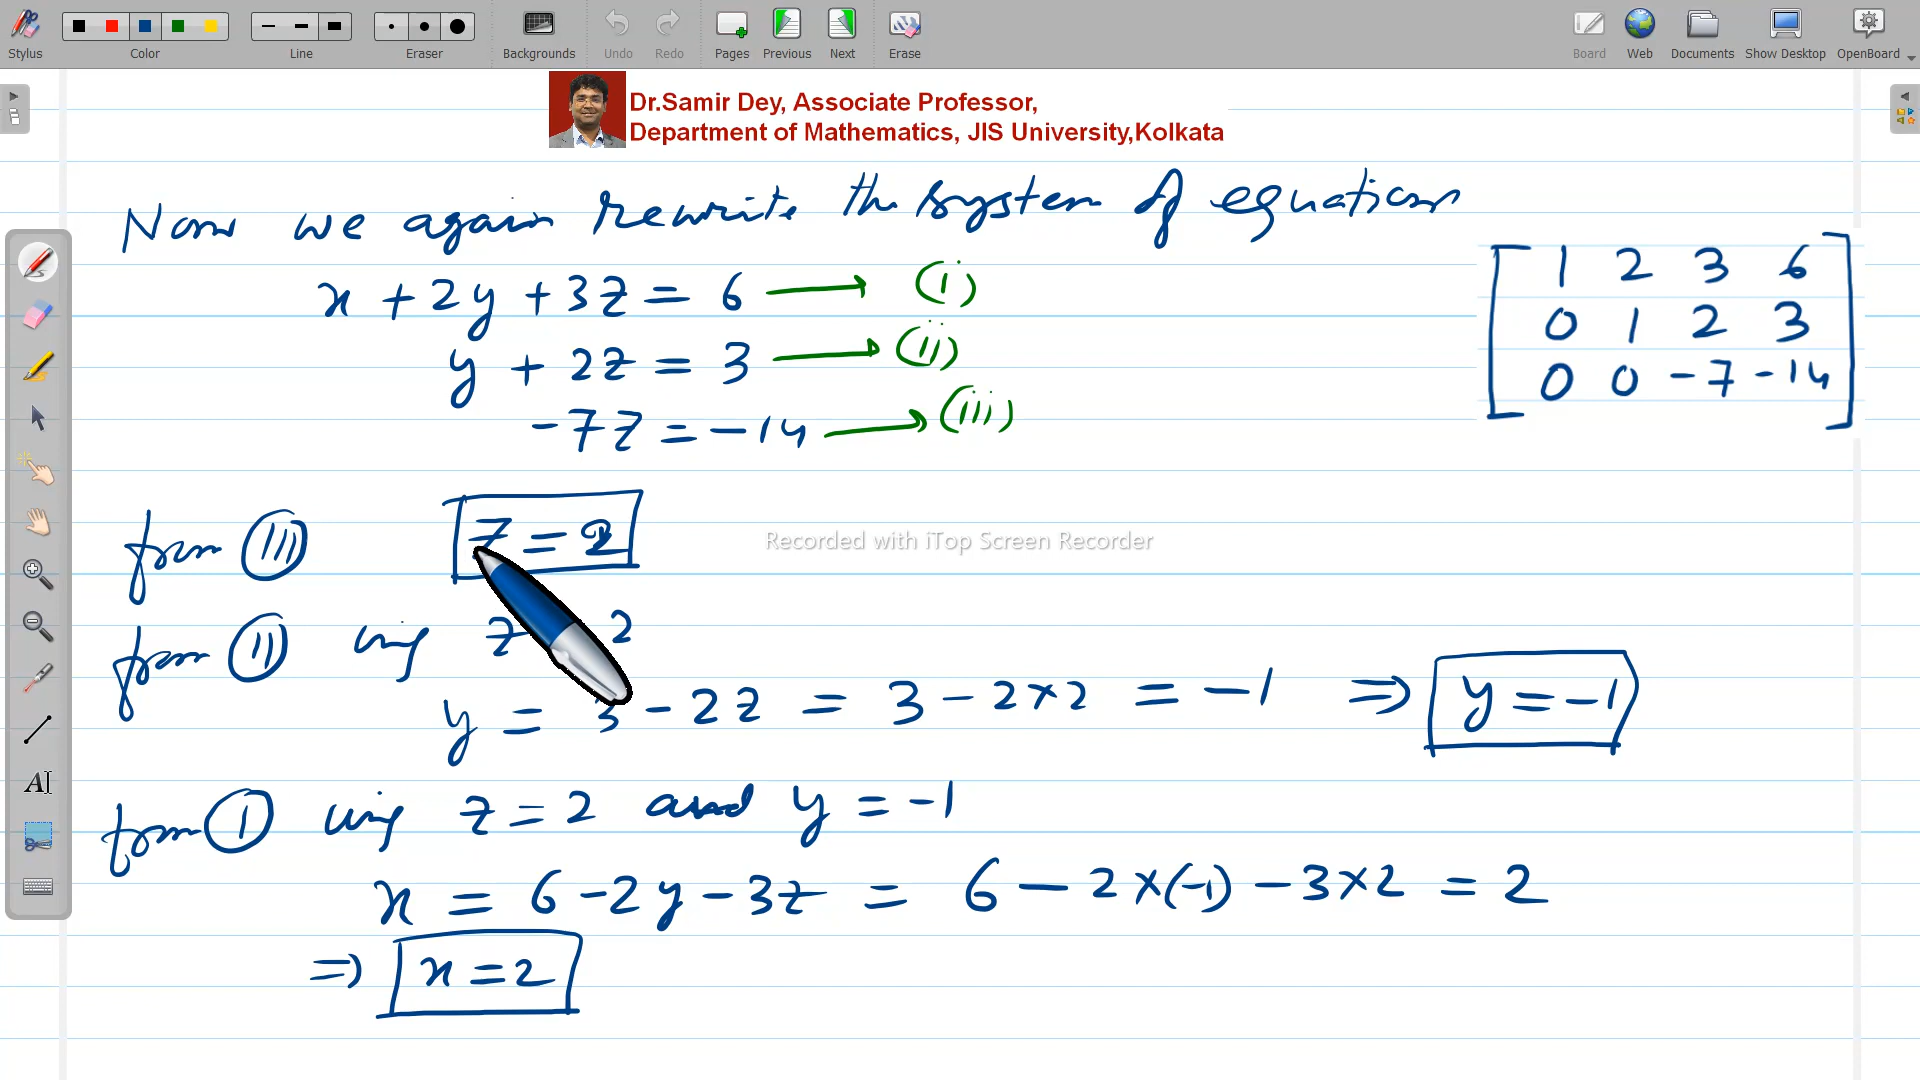 Stylus Color Line Eraser Backgrounds Undo Redo Pages Previous Next Erase Board Web Documents Show Desktop OpenBoard
Dr.Samir Dey, Associate Professor,
Department of Mathematics, JIS University,Kolkata
Now we again rewrite the system of equations
x + 2y + 3z = 6 → (i)
y + 2z = 3 → (ii)
-7z = -14 → (iii)
1 2 3 6
0 1 2 3
0 0 -7 -14
from (III) z = 2
Recorded with iTop Screen Recorder
from (II) using z 2
y = 3 - 2z = 3 - 2×2 = -1 ⇒ y = -1
from (I) using z = 2 and y = -1
x = 6 - 2y - 3z = 6 - 2×(-1) - 3×2 = 2
⇒ x = 2
AI